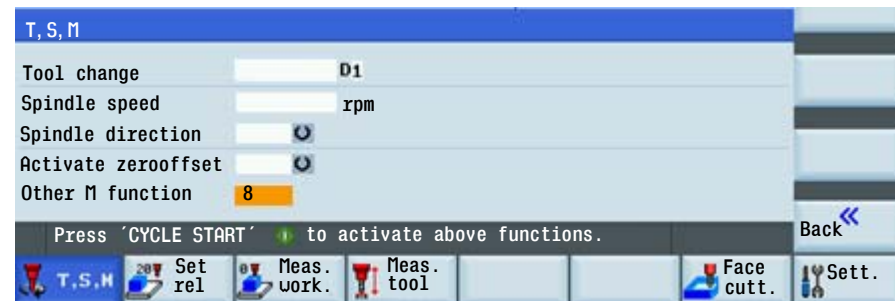 T,S,M
Tool change D1
Spindle speed rpm
Spindle direction
Activate zerooffset
Other M function 8
Press ´CYCLE START´ to activate above functions.
Back
T,S,M
Set rel
Meas. work.
Meas. tool
Face cutt.
Sett.